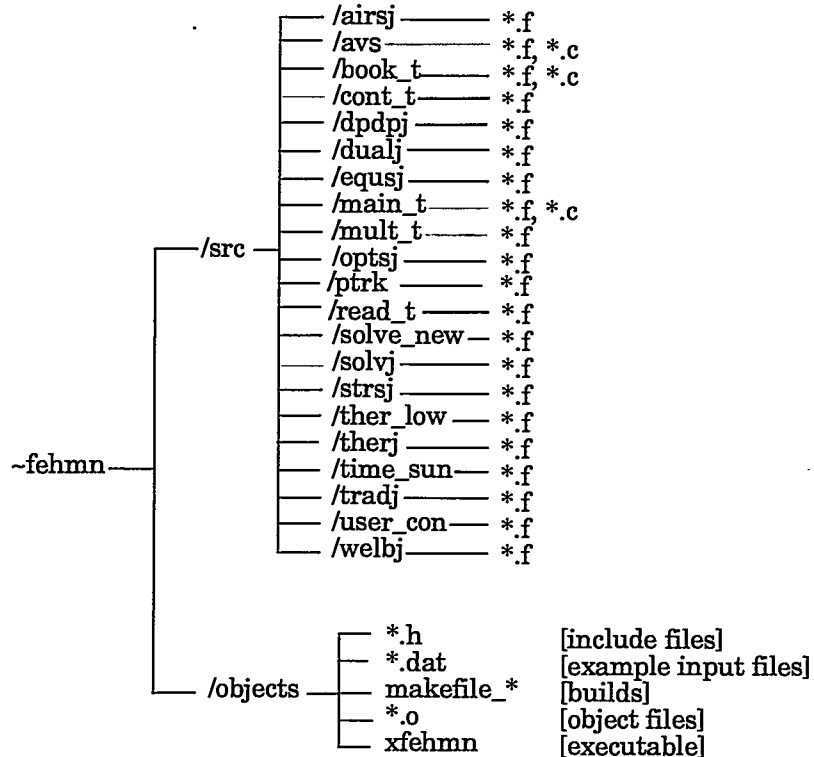 /airsj *.f
/avs *.f, *.c
/book_t *.f, *.c
/cont_t *.f
/dpdpj *.f
/dualj *.f
/equsj *.f
/main_t *.f, *.c
/mult_t *.f
/src
/optsj *.f
/ptrk *.f
/read_t *.f
/solve_new *.f
/solvj *.f
/strsj *.f
/ther_low *.f
/therj *.f
~fehmn
/time_sun *.f
/tradj *.f
/user_con *.f
/welbj *.f
*.h [include files]
*.dat [example input files]
/objects
makefile_* [builds]
*.o [object files]
xfehmn [executable]